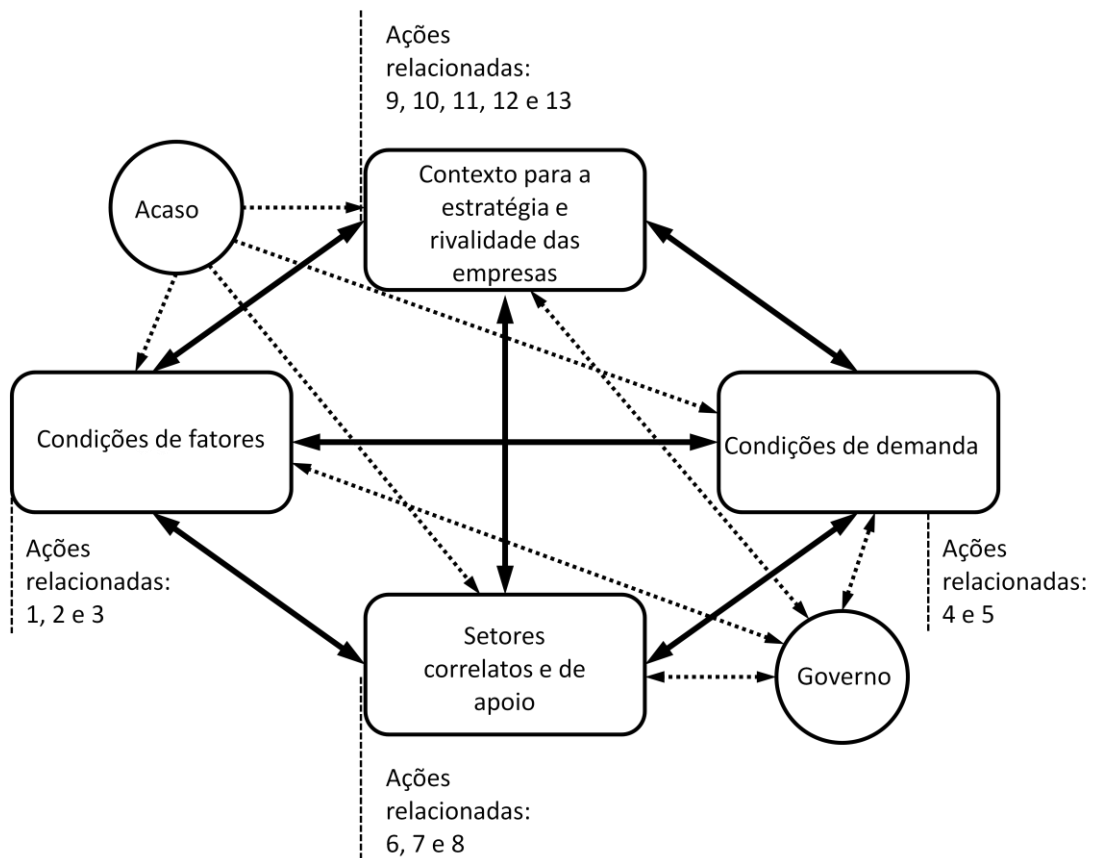 Ações
relacionadas:
9, 10, 11, 12 e 13
Acaso
Contexto para a
estratégia e
rivalidade das
empresas
Condições de fatores
Condições de demanda
Ações
relacionadas:
1, 2 e 3
Ações
relacionadas:
4 e 5
Setores
correlatos e de
apoio
Governo
Ações
relacionadas:
6, 7 e 8